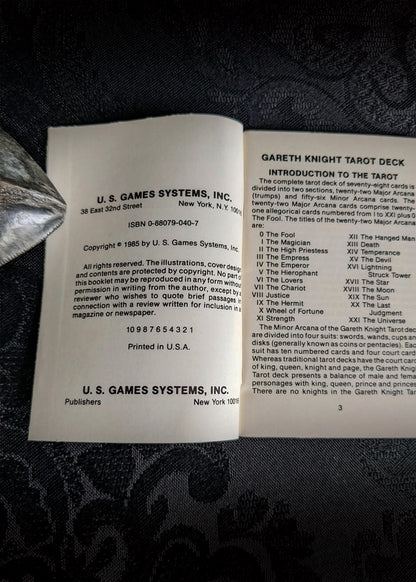 U. S. GAMES SYSTEMS, INC.
38 East 32nd Street New York, N.Y. 10016
ISBN 0-88079-040-7
Copyright © 1985 by U. S. Games Systems, Inc.
All rights reserved. The illustrations, cover design
and contents are protected by copyright. No part of
this booklet may be reproduced in any form without
permission in writing from the author, except by a
reviewer who wishes to quote brief passages in
connection with a review written for inclusion in a
magazine or newspaper.
10 9 8 7 6 5 4 3 2 1
Printed in U.S.A.
U. S. GAMES SYSTEMS, INC.
Publishers New York 10016
GARETH KNIGHT TAROT DECK
INTRODUCTION TO THE TAROT
The complete tarot deck of seventy-eight cards is
divided into two sections, twenty-two Major Arcana
(trumps) and fifty-six Minor Arcana cards. The
twenty-two Major Arcana cards comprise twenty-
one allegorical cards numbered from I to XXI plus 0
The Fool. The titles of the twenty-two Major Arcana
are:
0 The Fool XII The Hanged Man
I The Magician XIII Death
II The High Priestess XIV Temperance
III The Empress XV The Devil
IV The Emperor XVI Lightning
V The Hierophant Struck Tower
VI The Lovers XVII The Star
VII The Chariot XVIII The Moon
VIII Justice XIX The Sun
IX The Hermit XX The Last
X Wheel of Fortune Judgment
XI Strength XXI The Universe
The Minor Arcana of the Gareth Knight Tarot deck
are divided into four suits: swords, wands, cups and
disks (generally known as coins or pentacles). Each
suit has ten numbered cards and four court cards.
Whereas traditional tarot decks have the court cards
of king, queen, knight and page, the Gareth Knight
Tarot deck presents a balance of male and female
personages with king, queen, prince and princess.
There are no knights in the Gareth Knight Tarot
3